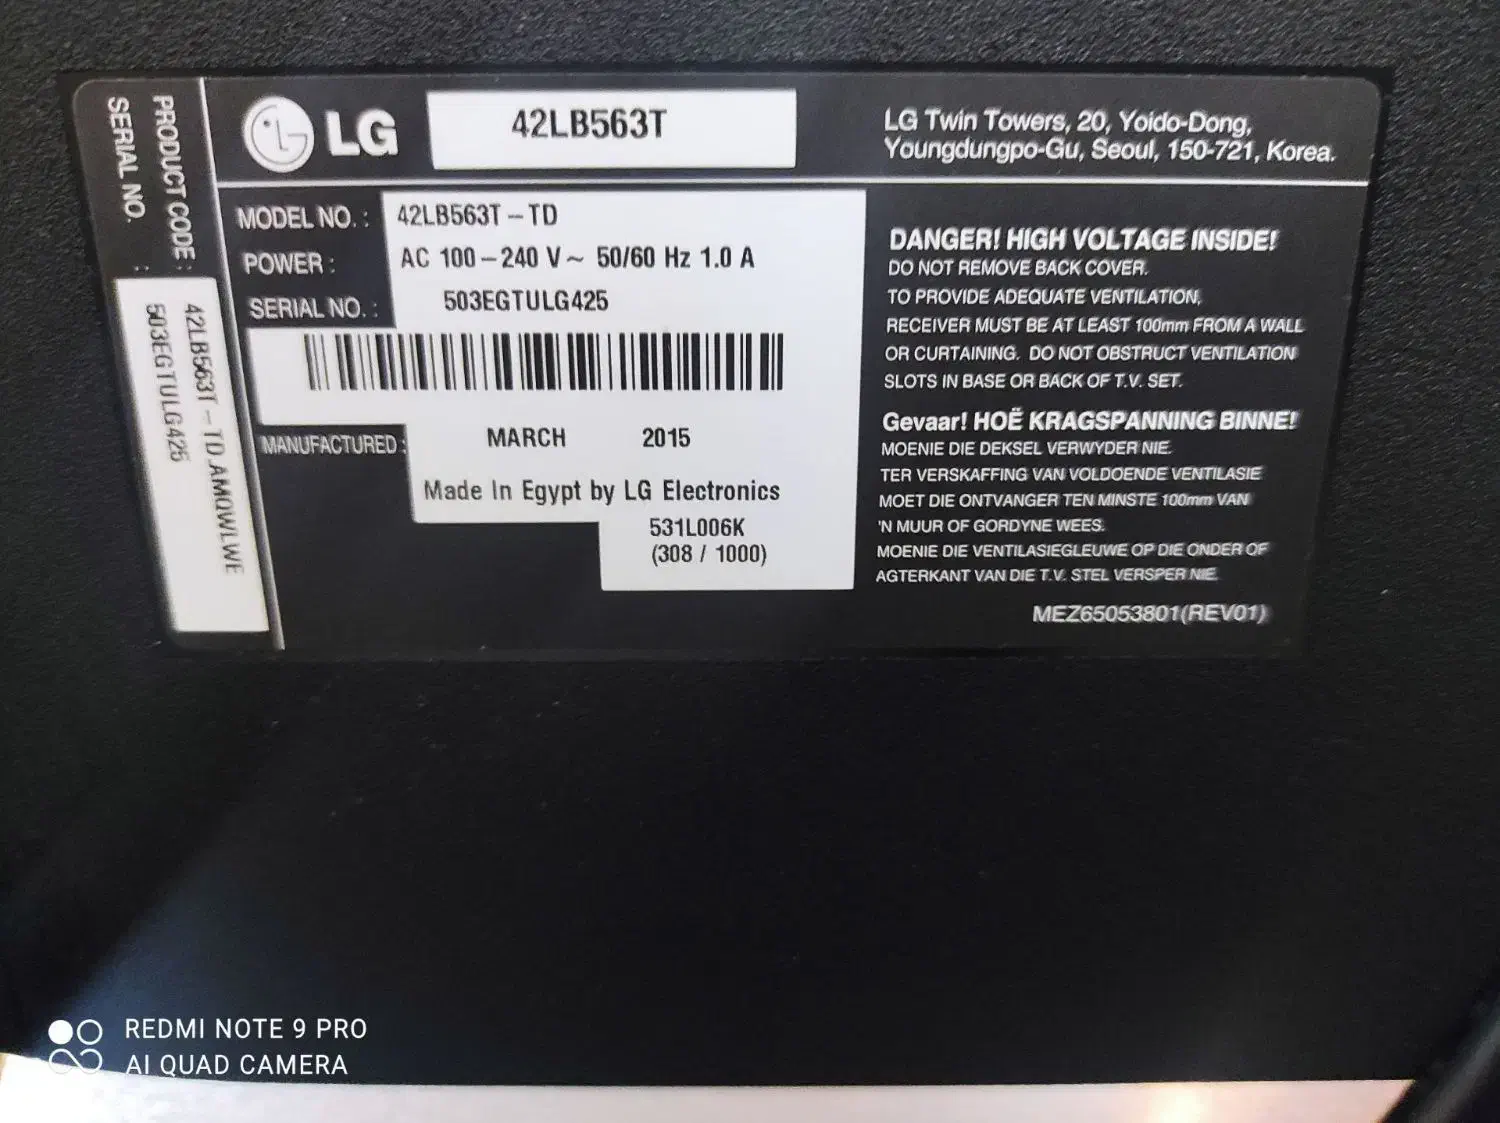 PRODUCT CODE :
42LB563T - TD.AMQWLWE
SERIAL NO. :
503EGTULG425
LG
42LB563T
LG Twin Towers, 20, Yoido-Dong,
Youngdungpo-Gu, Seoul, 150-721, Korea.
MODEL NO. : 42LB563T - TD
POWER : AC 100 - 240 V ~ 50/60 Hz 1.0 A
SERIAL NO. : 503EGTULG425
MANUFACTURED : MARCH 2015
Made In Egypt by LG Electronics
531L006K
(308 / 1000)
DANGER! HIGH VOLTAGE INSIDE!
DO NOT REMOVE BACK COVER.
TO PROVIDE ADEQUATE VENTILATION,
RECEIVER MUST BE AT LEAST 100mm FROM A WALL
OR CURTAINING. DO NOT OBSTRUCT VENTILATION
SLOTS IN BASE OR BACK OF T.V. SET.
Gevaar! HOË KRAGSPANNING BINNE!
MOENIE DIE DEKSEL VERWYDER NIE.
TER VERSKAFFING VAN VOLDOENDE VENTILASIE
MOET DIE ONTVANGER TEN MINSTE 100mm VAN
'N MUUR OF GORDYNE WEES.
MOENIE DIE VENTILASIEGLEUWE OP DIE ONDER OF
AGTERKANT VAN DIE T.V. STEL VERSPER NIE.
MEZ65053801(REV01)
REDMI NOTE 9 PRO
AI QUAD CAMERA